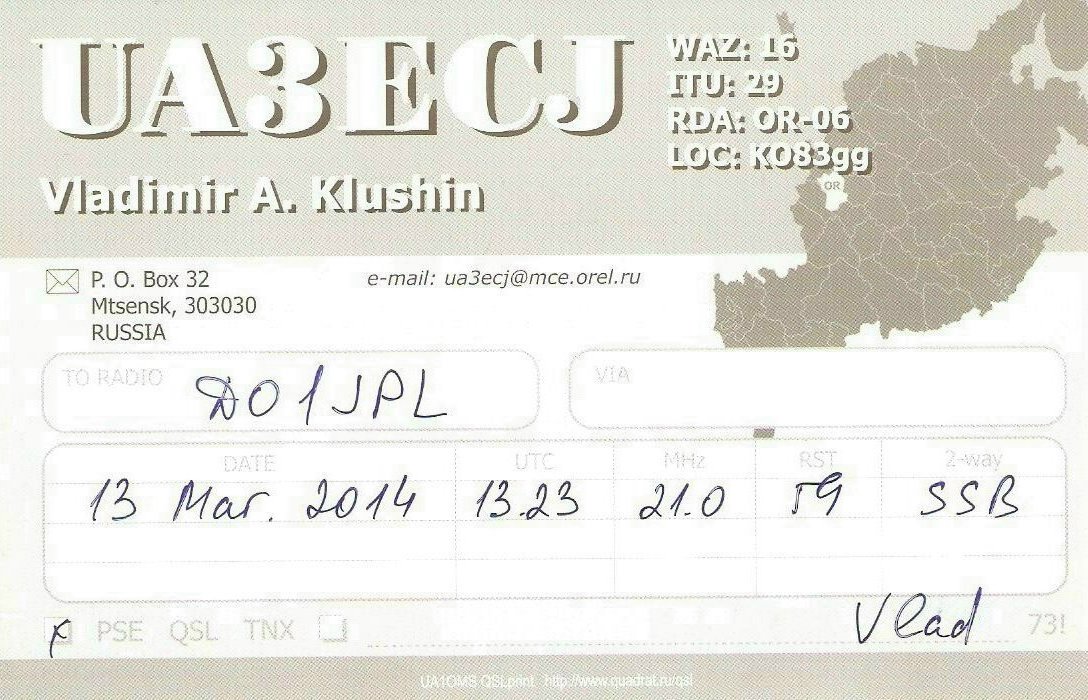 UA3ECJ
WAZ: 16
ITU: 29
RDA: OR-06
LOC: KO83gg
OR
Vladimir A. Klushin
P. O. Box 32
Mtsensk, 303030
RUSSIA
e-mail: ua3ecj@mce.orel.ru
TO RADIO DO1JPL
VIA
DATE UTC MHz RST 2-way
13 Mar. 2014 13.23 21.0 59 SSB
x PSE QSL TNX Vlad 73!
UA1OMS QSLprint http://www.quadrat.ru/qsl